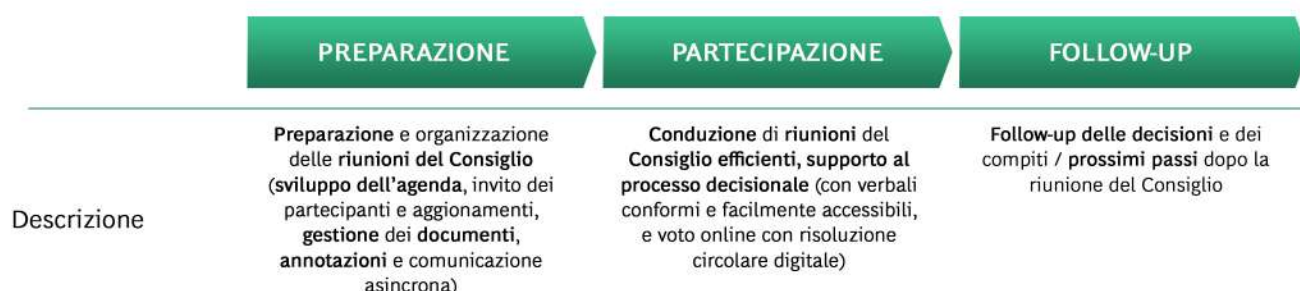 PREPARAZIONE
PARTECIPAZIONE
FOLLOW-UP
Descrizione
Preparazione e organizzazione
delle riunioni del Consiglio
(sviluppo dell'agenda, invito dei
partecipanti e aggionamenti,
gestione dei documenti,
annotazioni e comunicazione
asincrona)
Conduzione di riunioni del
Consiglio efficienti, supporto al
processo decisionale (con verbali
conformi e facilmente accessibili,
e voto online con risoluzione
circolare digitale)
Follow-up delle decisioni e dei
compiti / prossimi passi dopo la
riunione del Consiglio